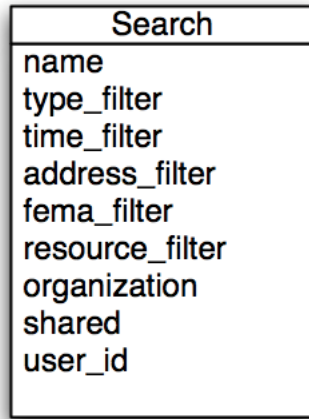 Search
name
type_filter
time_filter
address_filter
fema_filter
resource_filter
organization
shared
user_id